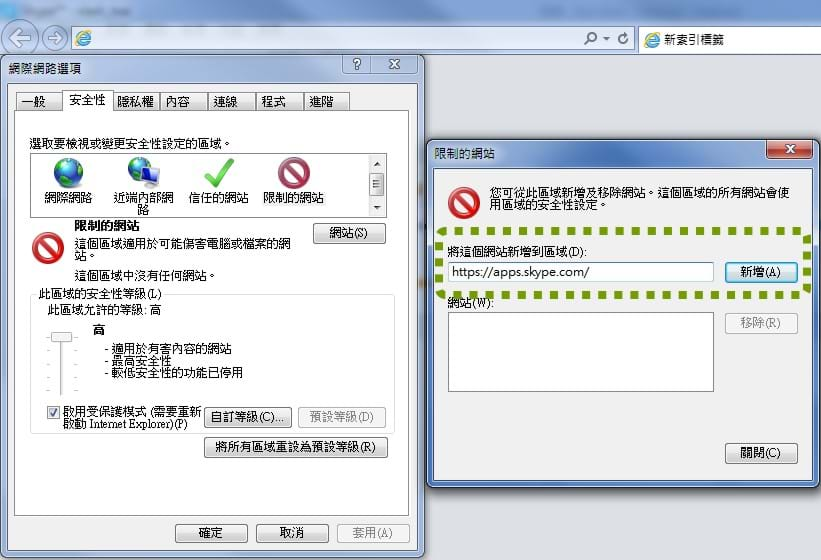 新索引標籤
網際網路選項
一般
安全性
隱私權
內容
連線
程式
進階
選取要檢視或變更安全性設定的區域。
網際網路
近端內部網
路
信任的網站
限制的網站
限制的網站
這個區域適用於可能傷害電腦或檔案的網
站。
這個區域中沒有任何網站。
網站(S)
此區域的安全性等級(L)
此區域允許的等級: 高
高
- 適用於有害內容的網站
- 最高安全性
- 較低安全性的功能已停用
啟用受保護模式 (需要重新
啟動 Internet Explorer)(P)
自訂等級(C)...
預設等級(D)
將所有區域重設為預設等級(R)
確定
取消
套用(A)
限制的網站
您可從此區域新增及移除網站。這個區域的所有網站會使
用區域的安全性設定。
將這個網站新增到區域(D):
https://apps.skype.com/
新增(A)
網站(W):
移除(R)
關閉(C)